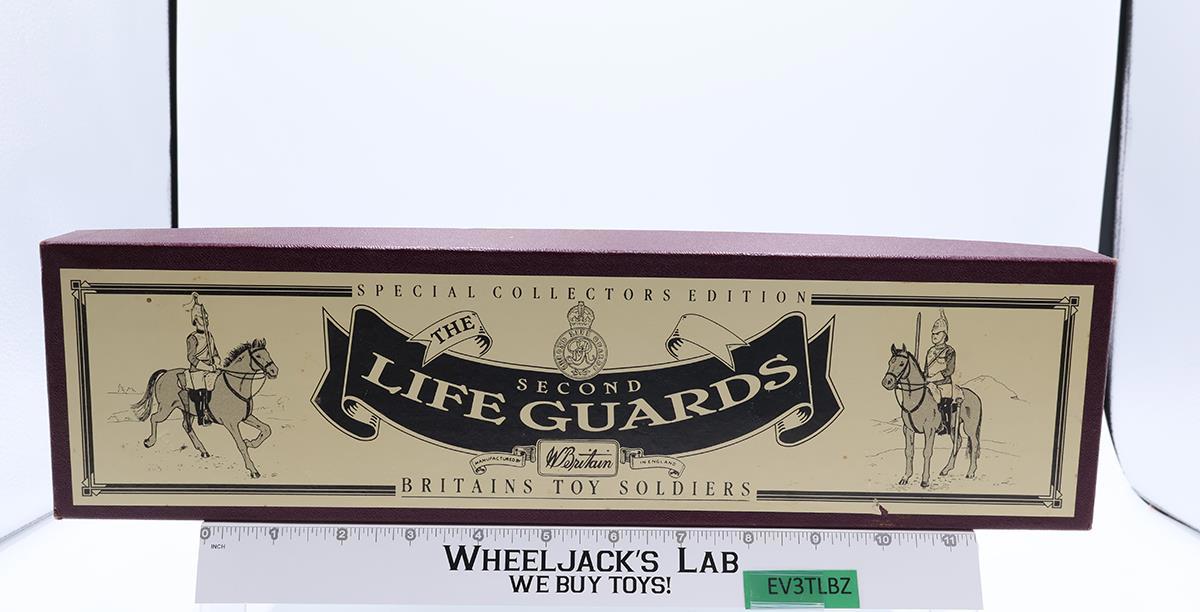 SPECIAL COLLECTORS EDITION
THE
SECOND
LIFE GUARDS
MANUFACTURED BY
W. Britain
IN ENGLAND
BRITAINS TOY SOLDIERS
0 1 2 3 4 5 6 7 8 9 10 11
INCH
WHEELJACK'S LAB
WE BUY TOYS!
EV3TLBZ